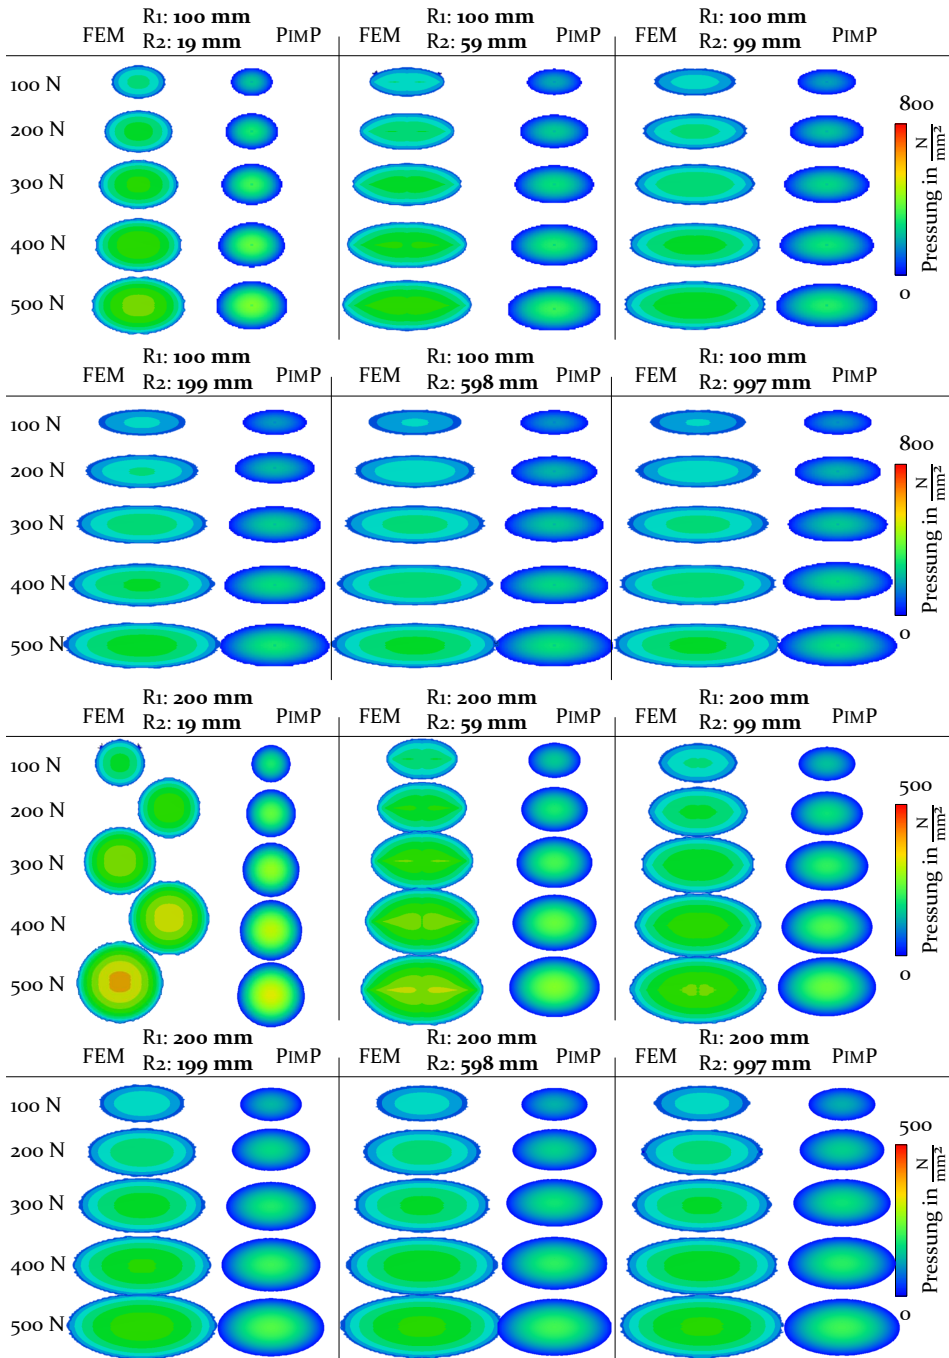 R1: 100 mm R1: 100 mm R1: 100 mm
FEM R2: 19 mm PIMP FEM R2: 59 mm PIMP FEM R2: 99 mm PIMP
100 N
200 N
300 N
400 N
500 N
800
Pressung in N/mm²
0
R1: 100 mm R1: 100 mm R1: 100 mm
FEM R2: 199 mm PIMP FEM R2: 598 mm PIMP FEM R2: 997 mm PIMP
100 N
200 N
300 N
400 N
500 N
800
Pressung in N/mm²
0
R1: 200 mm R1: 200 mm R1: 200 mm
FEM R2: 19 mm PIMP FEM R2: 59 mm PIMP FEM R2: 99 mm PIMP
100 N
200 N
300 N
400 N
500 N
500
Pressung in N/mm²
0
R1: 200 mm R1: 200 mm R1: 200 mm
FEM R2: 199 mm PIMP FEM R2: 598 mm PIMP FEM R2: 997 mm PIMP
100 N
200 N
300 N
400 N
500 N
500
Pressung in N/mm²
0